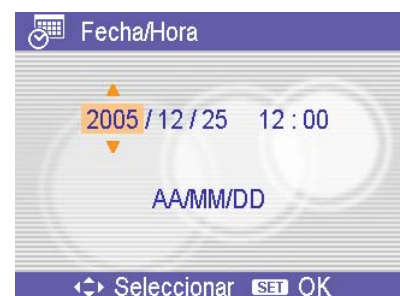 Fecha/Hora
2005 / 12 / 25 12 : 00
AA/MM/DD
Seleccionar SET OK